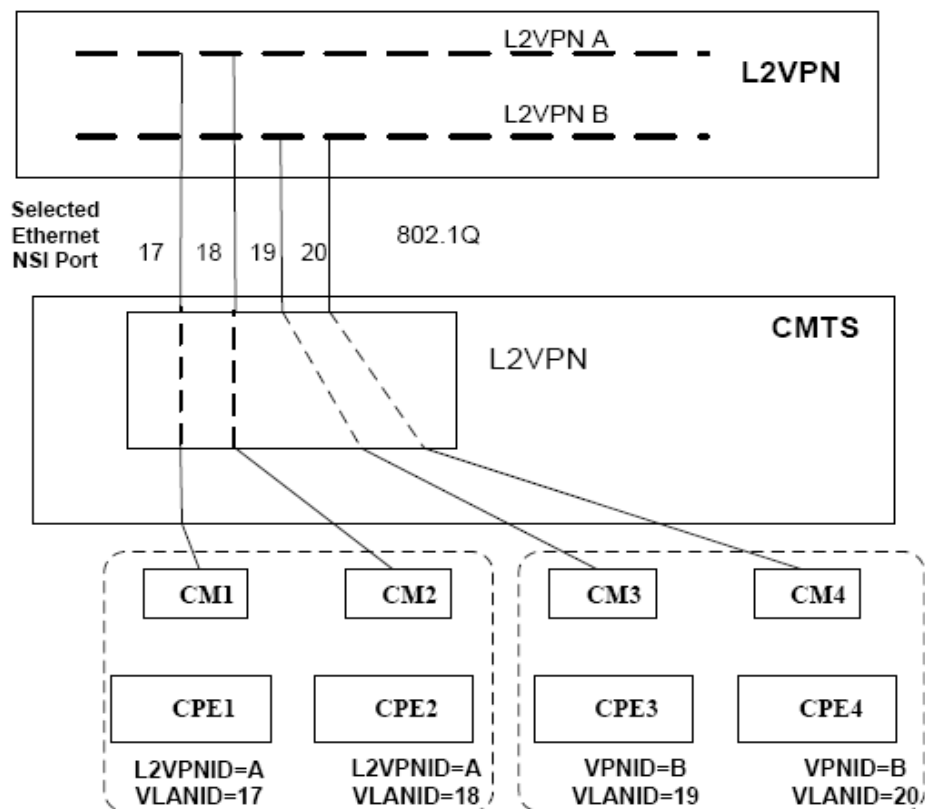 L2VPN A
L2VPN
L2VPN B
Selected
Ethernet
NSI Port
17
18
19
20
802.1Q
CMTS
L2VPN
CM1
CM2
CM3
CM4
CPE1
CPE2
CPE3
CPE4
L2VPNID=A
VLANID=17
L2VPNID=A
VLANID=18
VPNID=B
VLANID=19
VPNID=B
VLANID=20